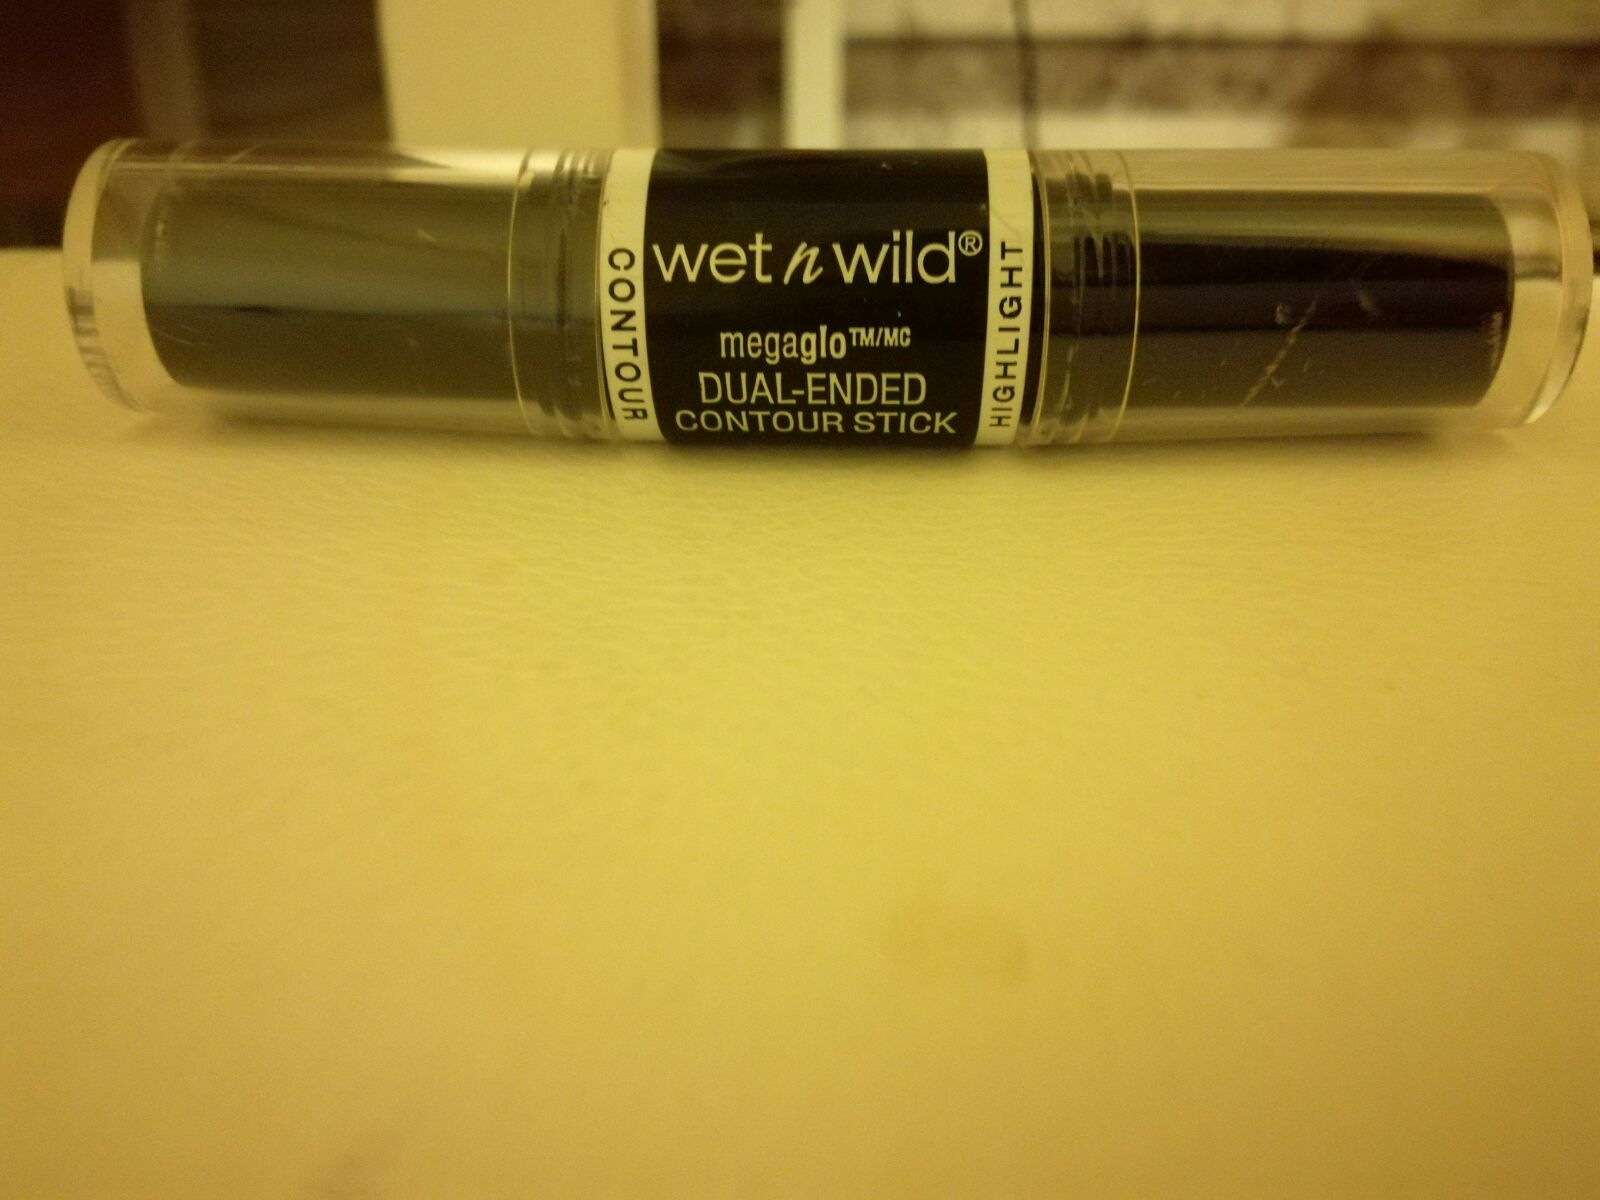 CONTOUR
wet n wild®
megaglo™/MC
DUAL-ENDED
CONTOUR STICK
HIGHLIGHT